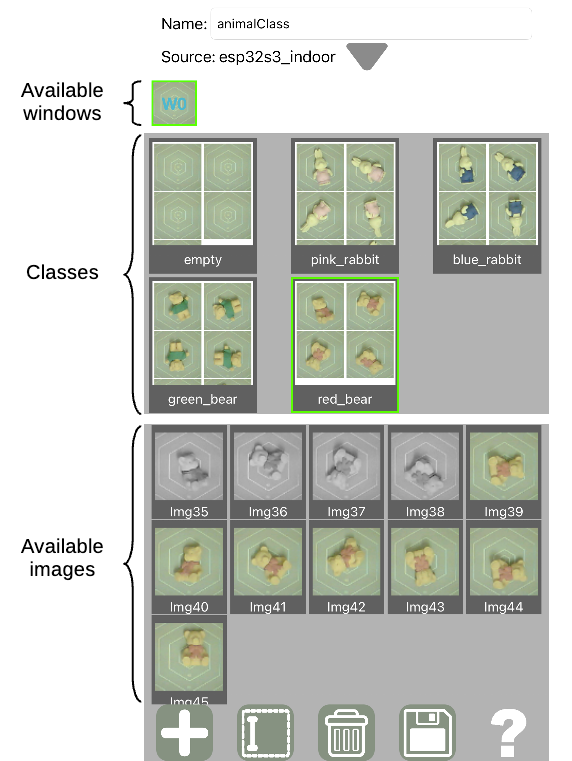 Name: animalClass
Source: esp32s3_indoor
Available
windows
W0
Classes
empty
pink_rabbit
blue_rabbit
green_bear
red_bear
Available
images
Img35
Img36
Img37
Img38
Img39
Img40
Img41
Img42
Img43
Img44
Img45
?